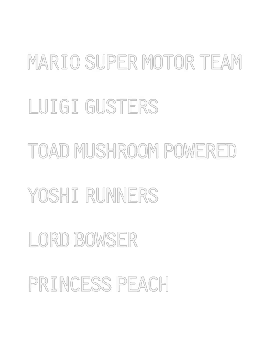 MARIO SUPER MOTOR TEAM
LUIGI GUSTERS
TOAD MUSHROOM POWERED
YOSHI RUNNERS
LORD BOWSER
PRINCESS PEACH